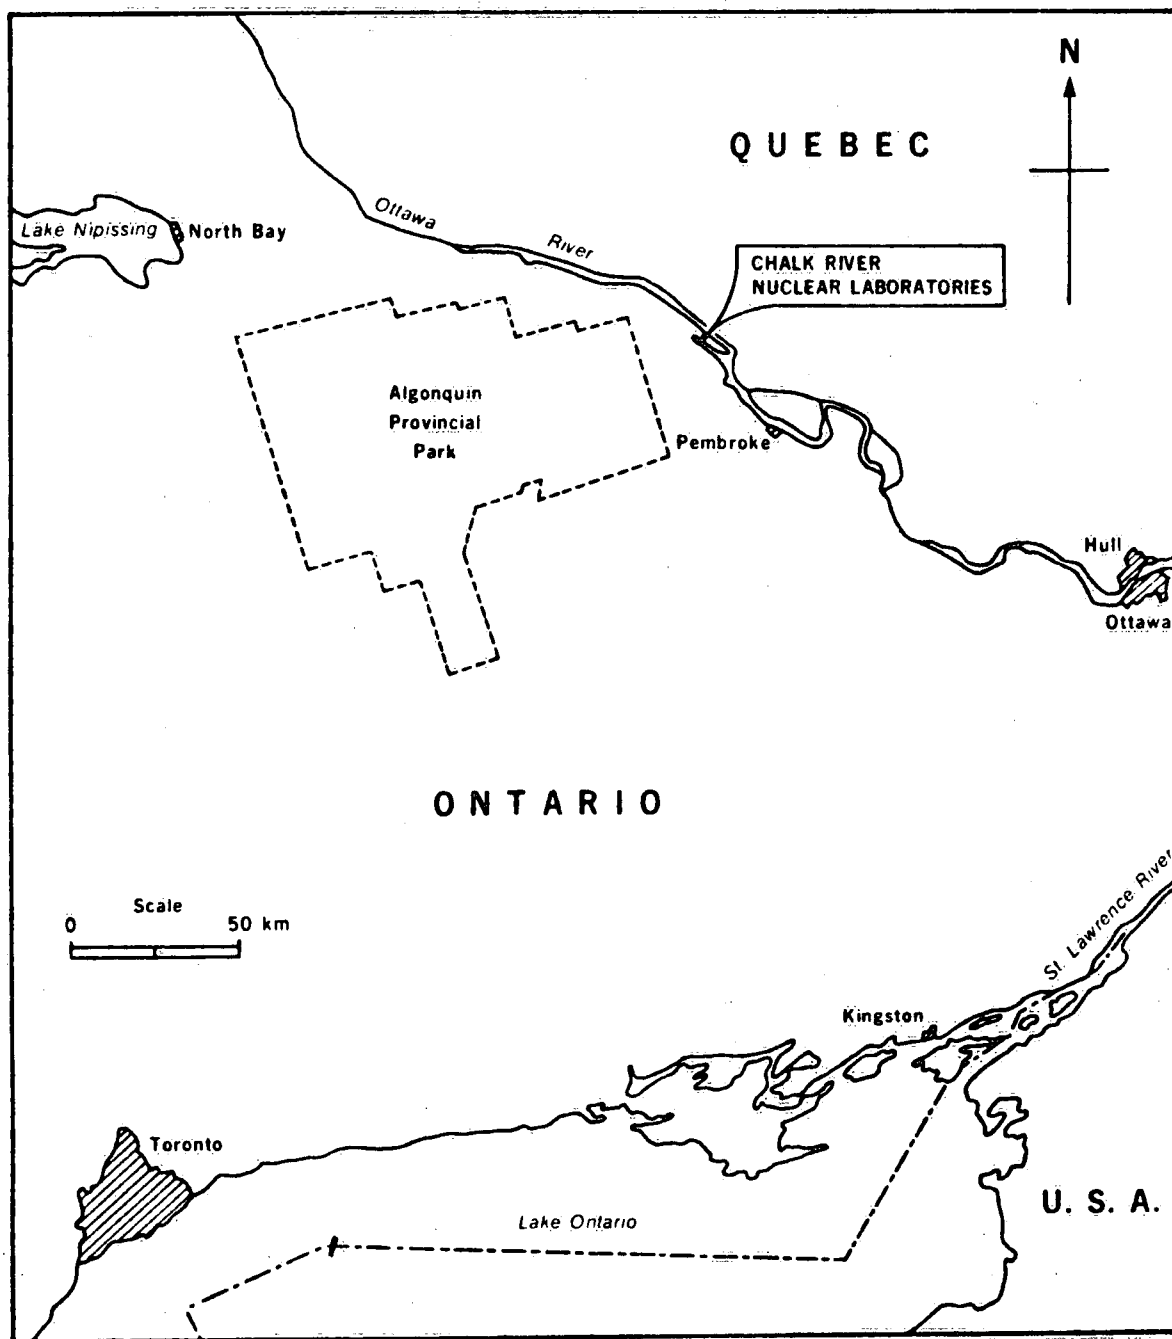 N
QUEBEC
Ottawa
River
Lake Nipissing
North Bay
CHALK RIVER
NUCLEAR LABORATORIES
Algonquin
Provincial
Park
Pembroke
Hull
Ottawa
ONTARIO
Scale
0 50 km
St. Lawrence River
Kingston
Toronto
Lake Ontario
U. S. A.